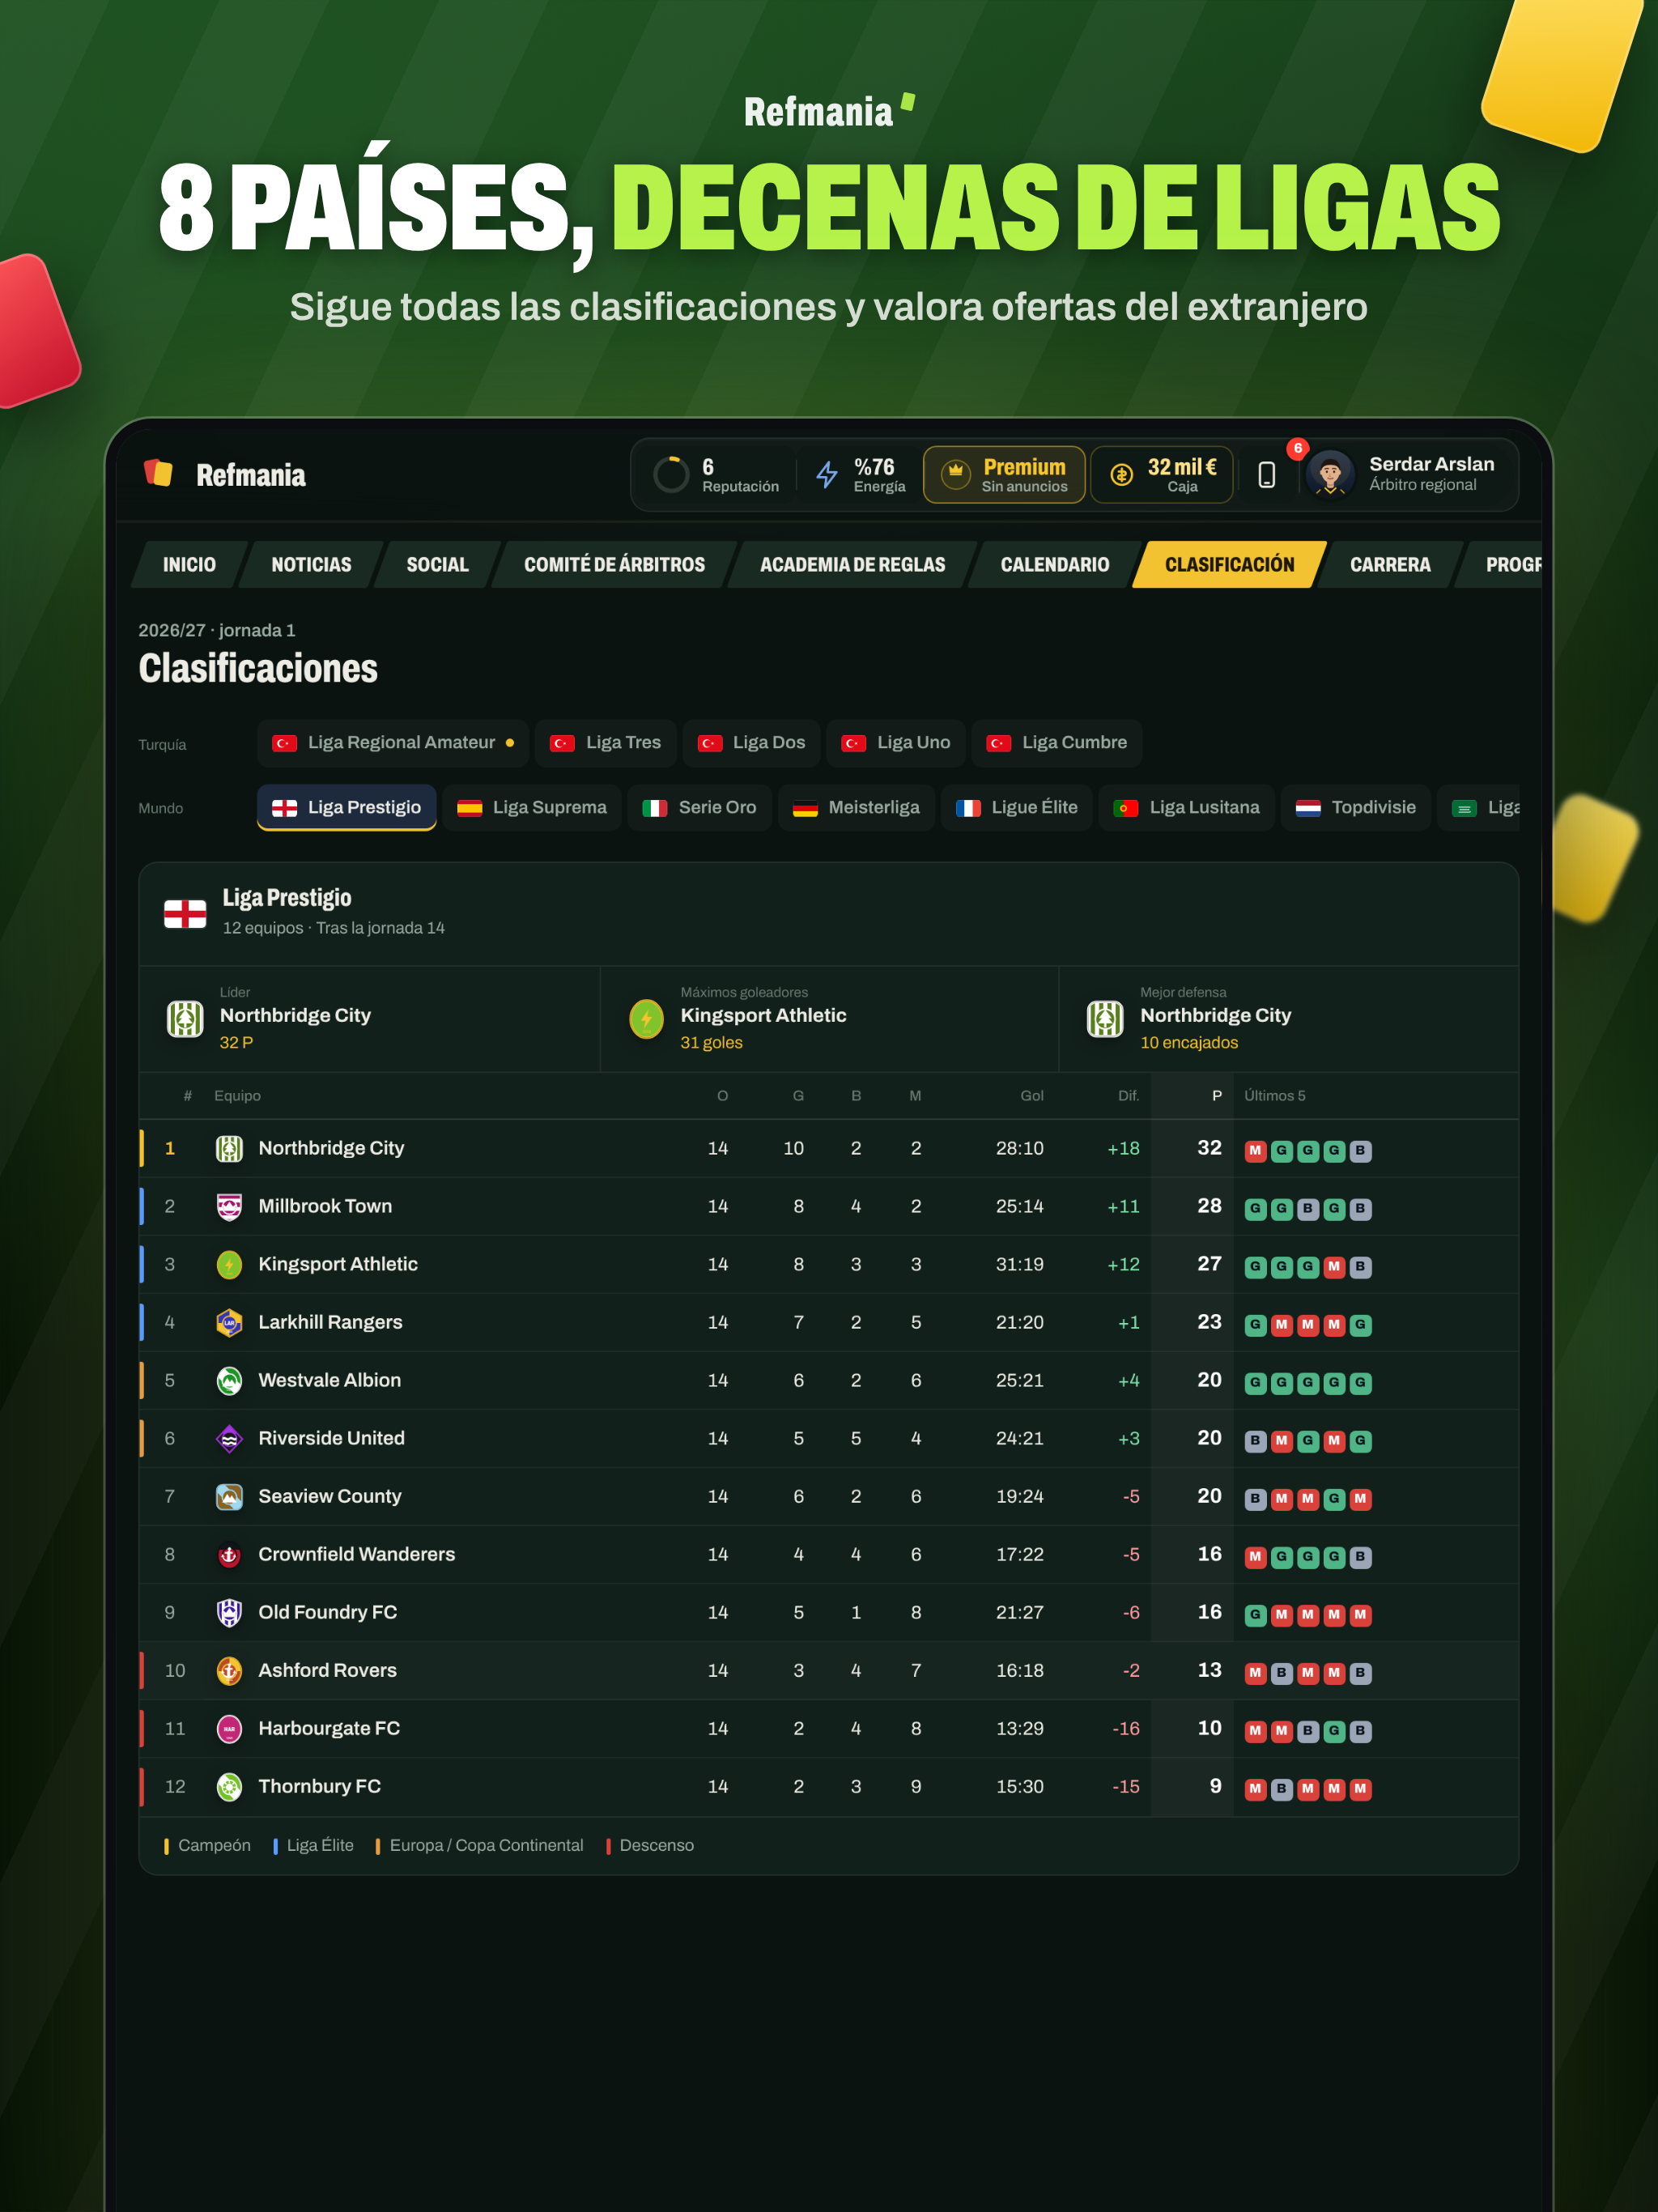 Refmania
8 PAÍSES, DECENAS DE LIGAS
Sigue todas las clasificaciones y valora ofertas del extranjero
Refmania
6 Reputación
%76 Energía
Premium Sin anuncios
32 mil € Caja
6
Serdar Arslan
Árbitro regional
INICIO NOTICIAS SOCIAL COMITÉ DE ÁRBITROS ACADEMIA DE REGLAS CALENDARIO CLASIFICACIÓN CARRERA PROGR
2026/27 · jornada 1
Clasificaciones
Turquía Liga Regional Amateur Liga Tres Liga Dos Liga Uno Liga Cumbre
Mundo Liga Prestigio Liga Suprema Serie Oro Meisterliga Ligue Élite Liga Lusitana Topdivisie Liga
Liga Prestigio
12 equipos · Tras la jornada 14
Líder
Northbridge City
32 P
Máximos goleadores
Kingsport Athletic
31 goles
Mejor defensa
Northbridge City
10 encajados
# Equipo O G B M Gol Dif. P Últimos 5
1 Northbridge City 14 10 2 2 28:10 +18 32 M G G G B
2 Millbrook Town 14 8 4 2 25:14 +11 28 G G B G B
3 Kingsport Athletic 14 8 3 3 31:19 +12 27 G G G M B
4 Larkhill Rangers 14 7 2 5 21:20 +1 23 G M M M G
5 Westvale Albion 14 6 2 6 25:21 +4 20 G G G G G
6 Riverside United 14 5 5 4 24:21 +3 20 B M G M G
7 Seaview County 14 6 2 6 19:24 -5 20 B M M G M
8 Crownfield Wanderers 14 4 4 6 17:22 -5 16 M G G G B
9 Old Foundry FC 14 5 1 8 21:27 -6 16 G M M M M
10 Ashford Rovers 14 3 4 7 16:18 -2 13 M B M M B
11 Harbourgate FC 14 2 4 8 13:29 -16 10 M M B G B
12 Thornbury FC 14 2 3 9 15:30 -15 9 M B M M M
Campeón Liga Élite Europa / Copa Continental Descenso